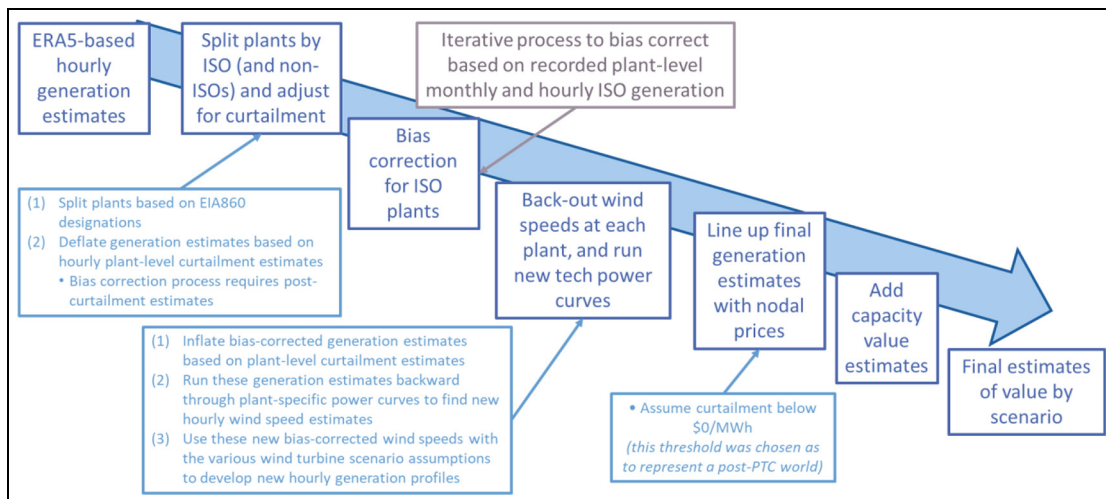 ERA5-based
hourly
generation
estimates
Split plants by
ISO (and non-
ISOs) and adjust
for curtailment
Iterative process to bias correct
based on recorded plant-level
monthly and hourly ISO generation
Bias
correction
for ISO
plants
(1) Split plants based on EIA860
designations
(2) Deflate generation estimates based on
hourly plant-level curtailment estimates
• Bias correction process requires post-
curtailment estimates
Back-out wind
speeds at each
plant, and run
new tech power
curves
(1) Inflate bias-corrected generation estimates
based on plant-level curtailment estimates
(2) Run these generation estimates backward
through plant-specific power curves to find new
hourly wind speed estimates
(3) Use these new bias-corrected wind speeds with
the various wind turbine scenario assumptions
to develop new hourly generation profiles
Line up final
generation
estimates
with nodal
prices
• Assume curtailment below
$0/MWh
(this threshold was chosen as
to represent a post-PTC world)
Add
capacity
value
estimates
Final estimates
of value by
scenario